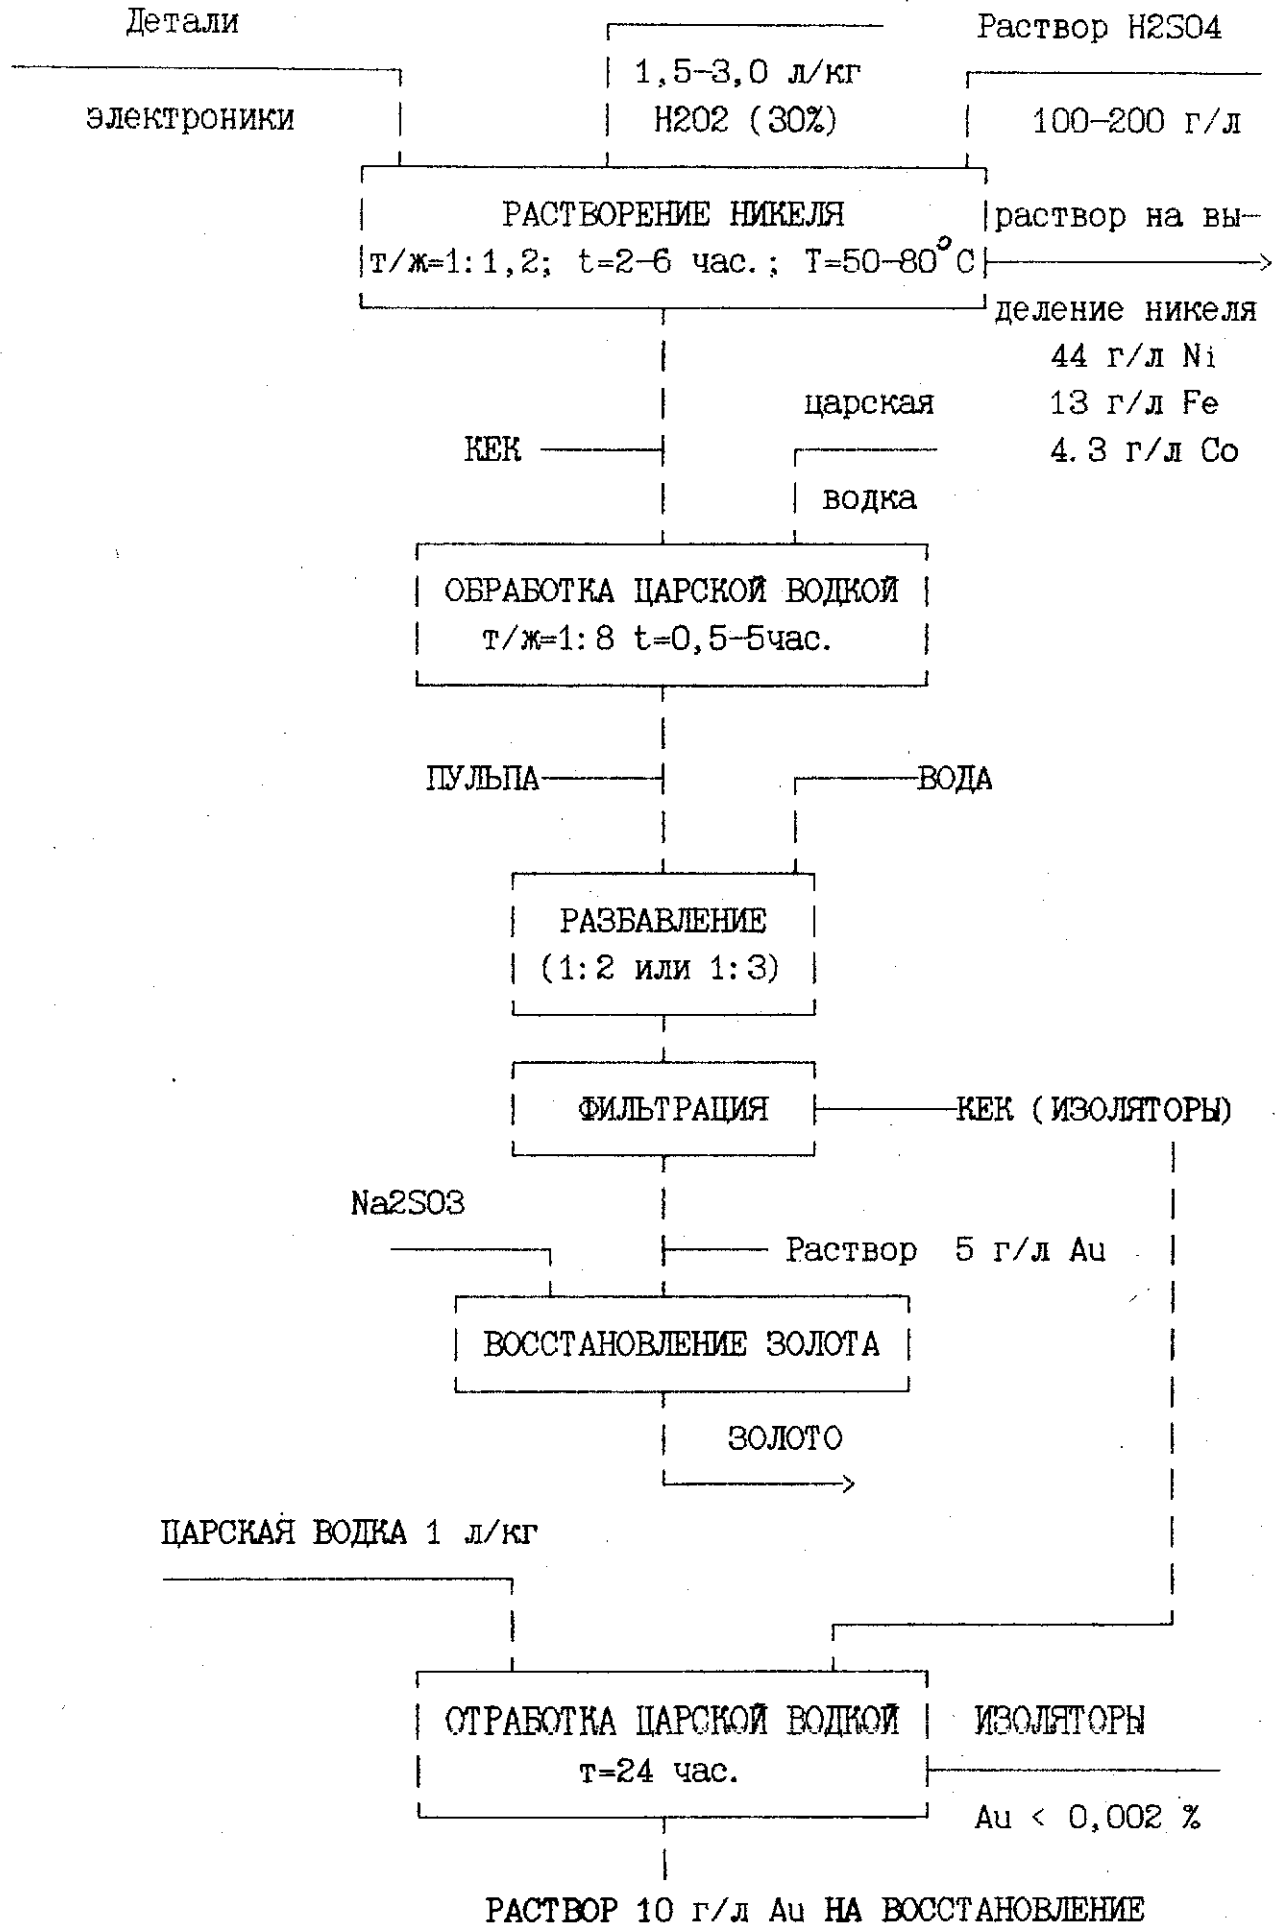 Детали
Раствор H2SO4
1,5-3,0 л/кг
электроники
H2O2 (30%)
100-200 г/л
РАСТВОРЕНИЕ НИКЕЛЯ
раствор на вы-
т/ж=1:1,2; t=2-6 час.; T=50-80°C
деление никеля
44 г/л Ni
царская
13 г/л Fe
КЕК
4.3 г/л Co
водка
ОБРАБОТКА ЦАРСКОЙ ВОДКОЙ
т/ж=1:8 t=0,5-5час.
ПУЛЬПА
ВОДА
РАЗБАВЛЕНИЕ
(1:2 или 1:3)
ФИЛЬТРАЦИЯ
КЕК (ИЗОЛЯТОРЫ)
Na2SO3
Раствор 5 г/л Au
ВОССТАНОВЛЕНИЕ ЗОЛОТА
ЗОЛОТО
ЦАРСКАЯ ВОДКА 1 л/кг
ОТРАБОТКА ЦАРСКОЙ ВОДКОЙ
ИЗОЛЯТОРЫ
т=24 час.
Au < 0,002 %
РАСТВОР 10 г/л Au НА ВОССТАНОВЛЕНИЕ